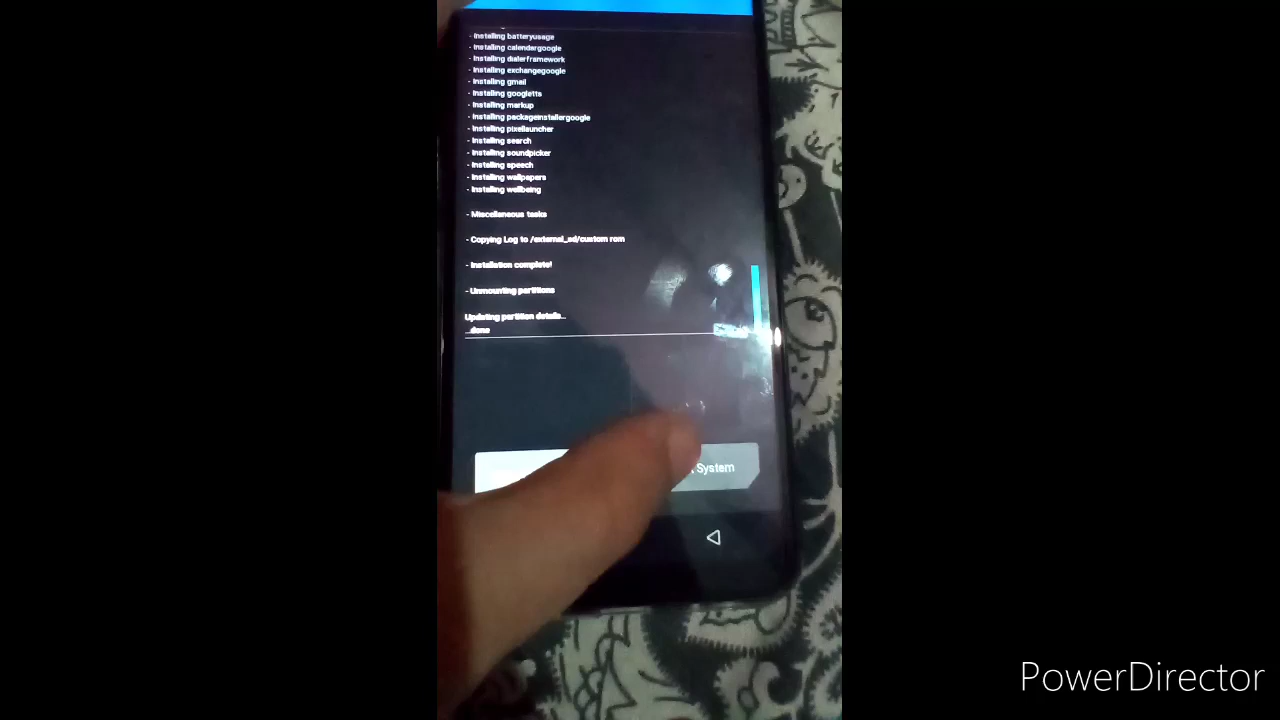 - Installing batteryusage
- Installing calendergoogle
- Installing dialerframework
- Installing exchangegoogle
- Installing gmail
- Installing googletts
- Installing markup
- Installing packageinstallergoogle
- Installing pixellauncher
- Installing search
- Installing soundpicker
- Installing speech
- Installing wallpapers
- Installing wellbeing
- Miscellaneous tasks
- Copying Log to /external_sd/custom rom
- Installation complete!
- Unmounting partitions
Updating partition details...
...done
System
PowerDirector